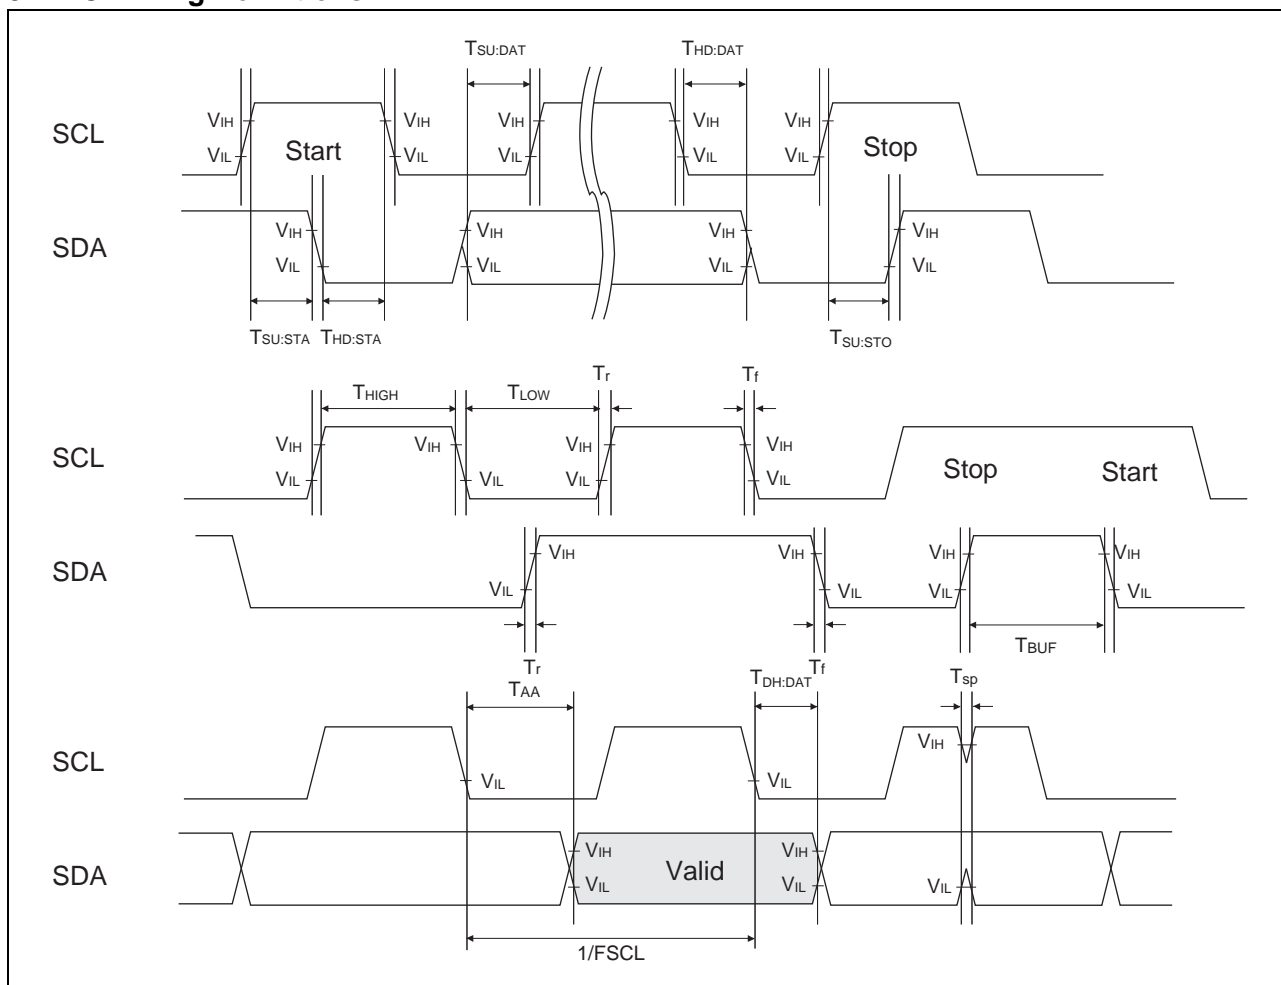 TSU:DAT THD:DAT
SCL VIH VIH VIH VIH VIH
VIL Start VIL VIL VIL VIL Stop
SDA VIH VIH VIH VIH
VIL VIL VIL VIL
TSU:STA THD:STA TSU:STO
THIGH TLOW Tr Tf
SCL VIH VIH VIH VIH
VIL VIL VIL VIL Stop Start
SDA VIH VIH VIH VIH
VIL VIL VIL VIL
Tr Tf TBUF
TAA TDH:DAT Tsp
SCL VIH
VIL VIL
SDA VIH Valid VIH
VIL VIL VIL
1/FSCL